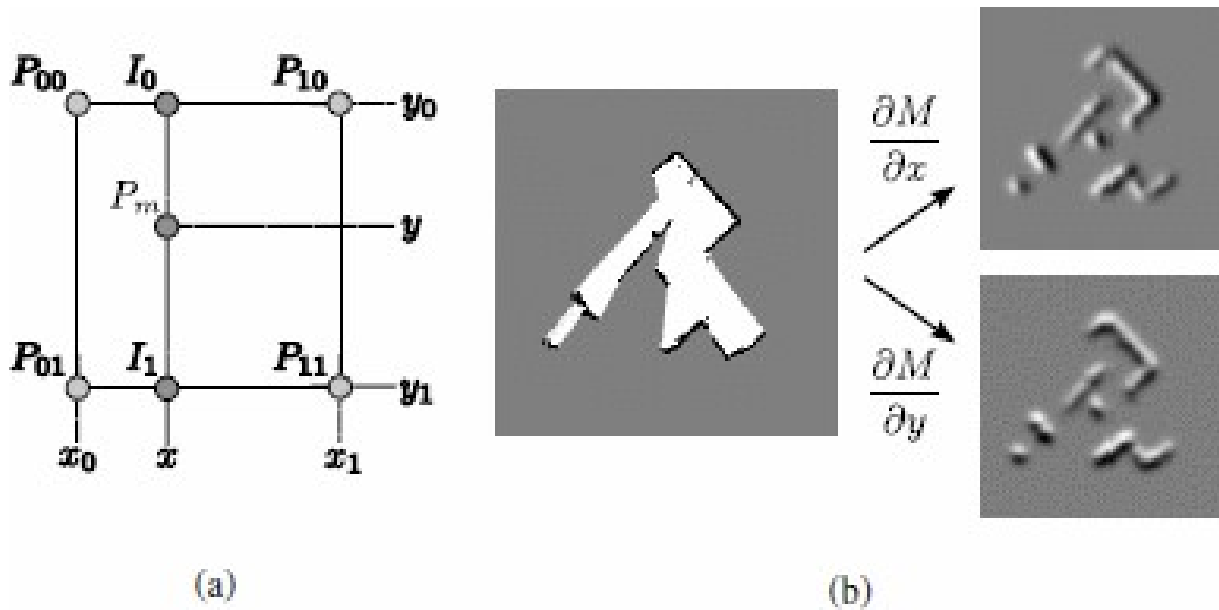 P₀₀ I₀ P₁₀
y₀
Pₘ
y
P₀₁ I₁ P₁₁
y₁
x₀ x x₁
(a)
∂M
∂x
∂M
∂y
(b)